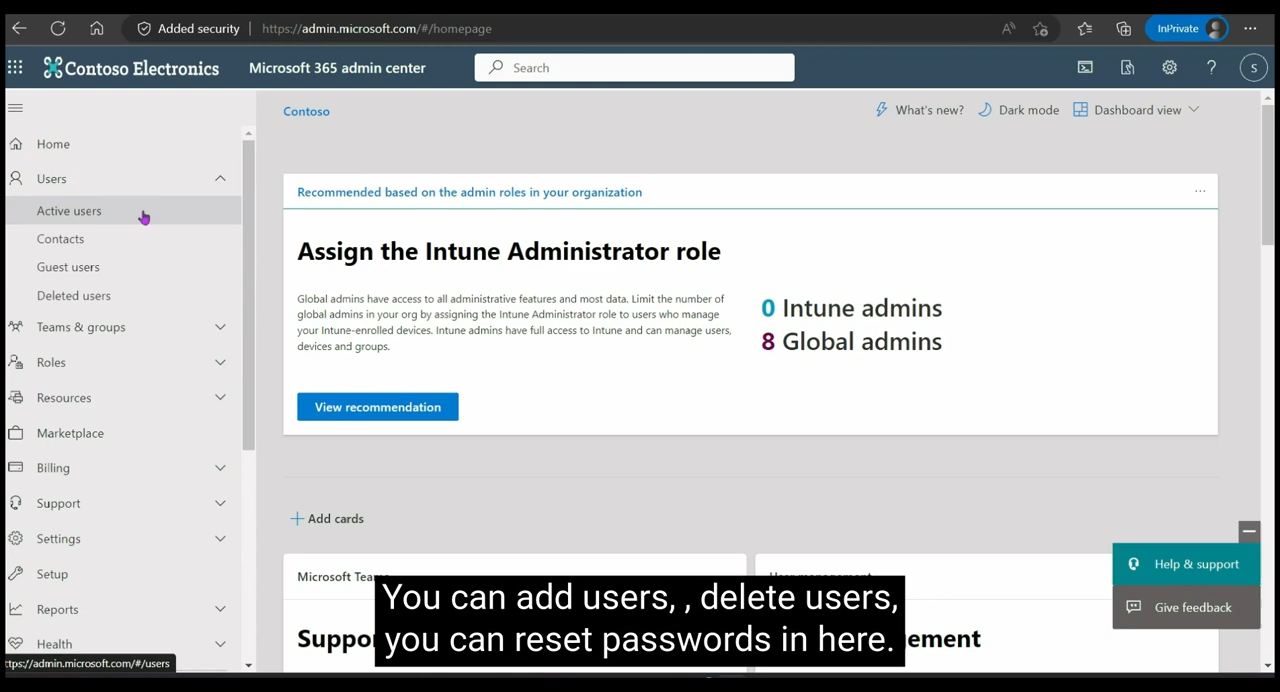 Added security
https://admin.microsoft.com/#/homepage
InPrivate
Contoso Electronics
Microsoft 365 admin center
Search
S
Home
Users
Active users
Contacts
Guest users
Deleted users
Teams & groups
Roles
Resources
Marketplace
Billing
Support
Settings
Setup
Reports
Health
ttps://admin.microsoft.com/#/users
Contoso
What's new?
Dark mode
Dashboard view
Recommended based on the admin roles in your organization
Assign the Intune Administrator role
Global admins have access to all administrative features and most data. Limit the number of
global admins in your org by assigning the Intune Administrator role to users who manage
your Intune-enrolled devices. Intune admins have full access to Intune and can manage users,
devices and groups.
0 Intune admins
8 Global admins
View recommendation
Add cards
Microsoft Tea
Suppo
gement
Help & support
Give feedback
You can add users, , delete users,
you can reset passwords in here.